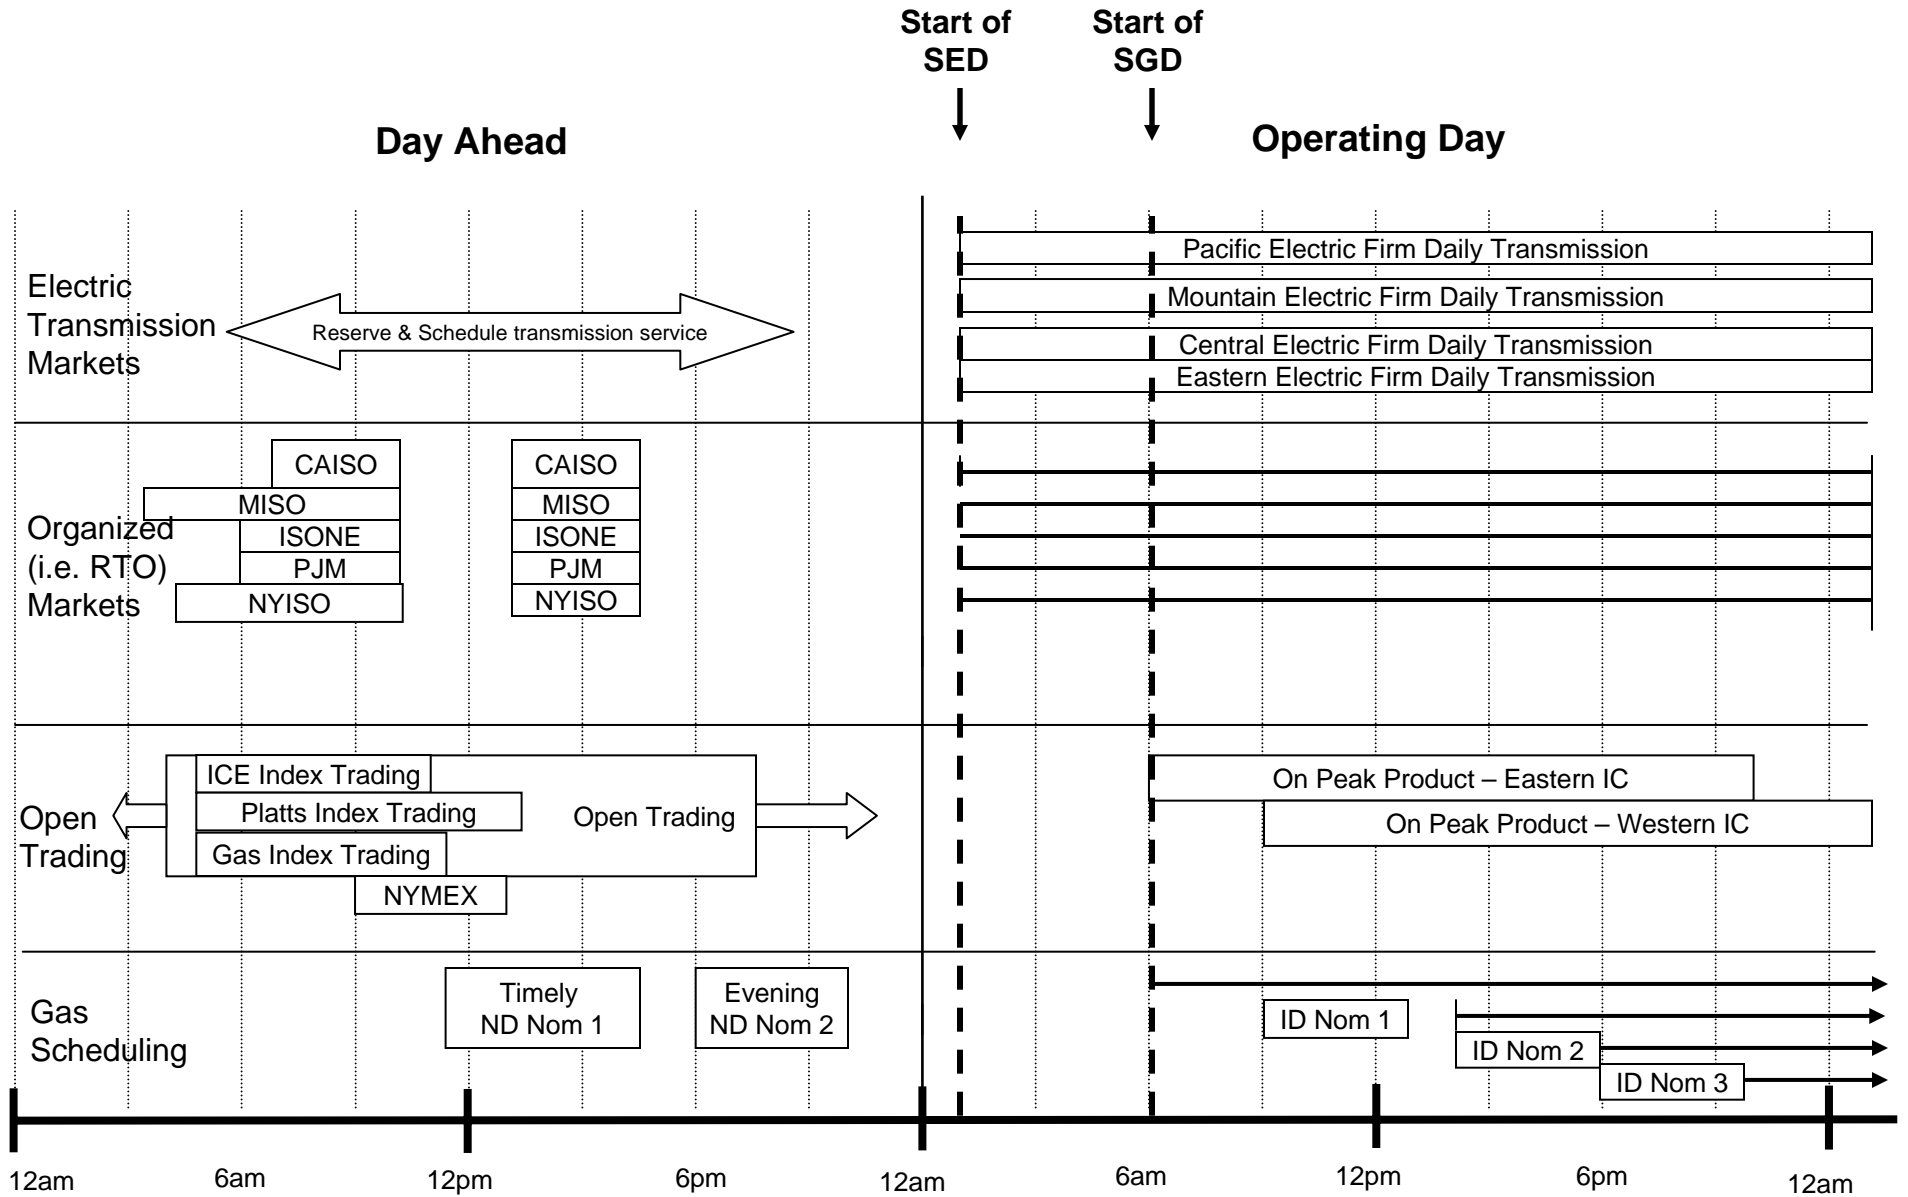 Start of
SED
Start of
SGD
Day Ahead
Operating Day
Electric
Transmission
Markets
Reserve & Schedule transmission service
Pacific Electric Firm Daily Transmission
Mountain Electric Firm Daily Transmission
Central Electric Firm Daily Transmission
Eastern Electric Firm Daily Transmission
Organized
(i.e. RTO)
Markets
CAISO
MISO
ISONE
PJM
NYISO
CAISO
MISO
ISONE
PJM
NYISO
Open
Trading
ICE Index Trading
Platts Index Trading
Gas Index Trading
Open Trading
NYMEX
On Peak Product – Eastern IC
On Peak Product – Western IC
Gas
Scheduling
Timely
ND Nom 1
Evening
ND Nom 2
ID Nom 1
ID Nom 2
ID Nom 3
12am
6am
12pm
6pm
12am
6am
12pm
6pm
12am